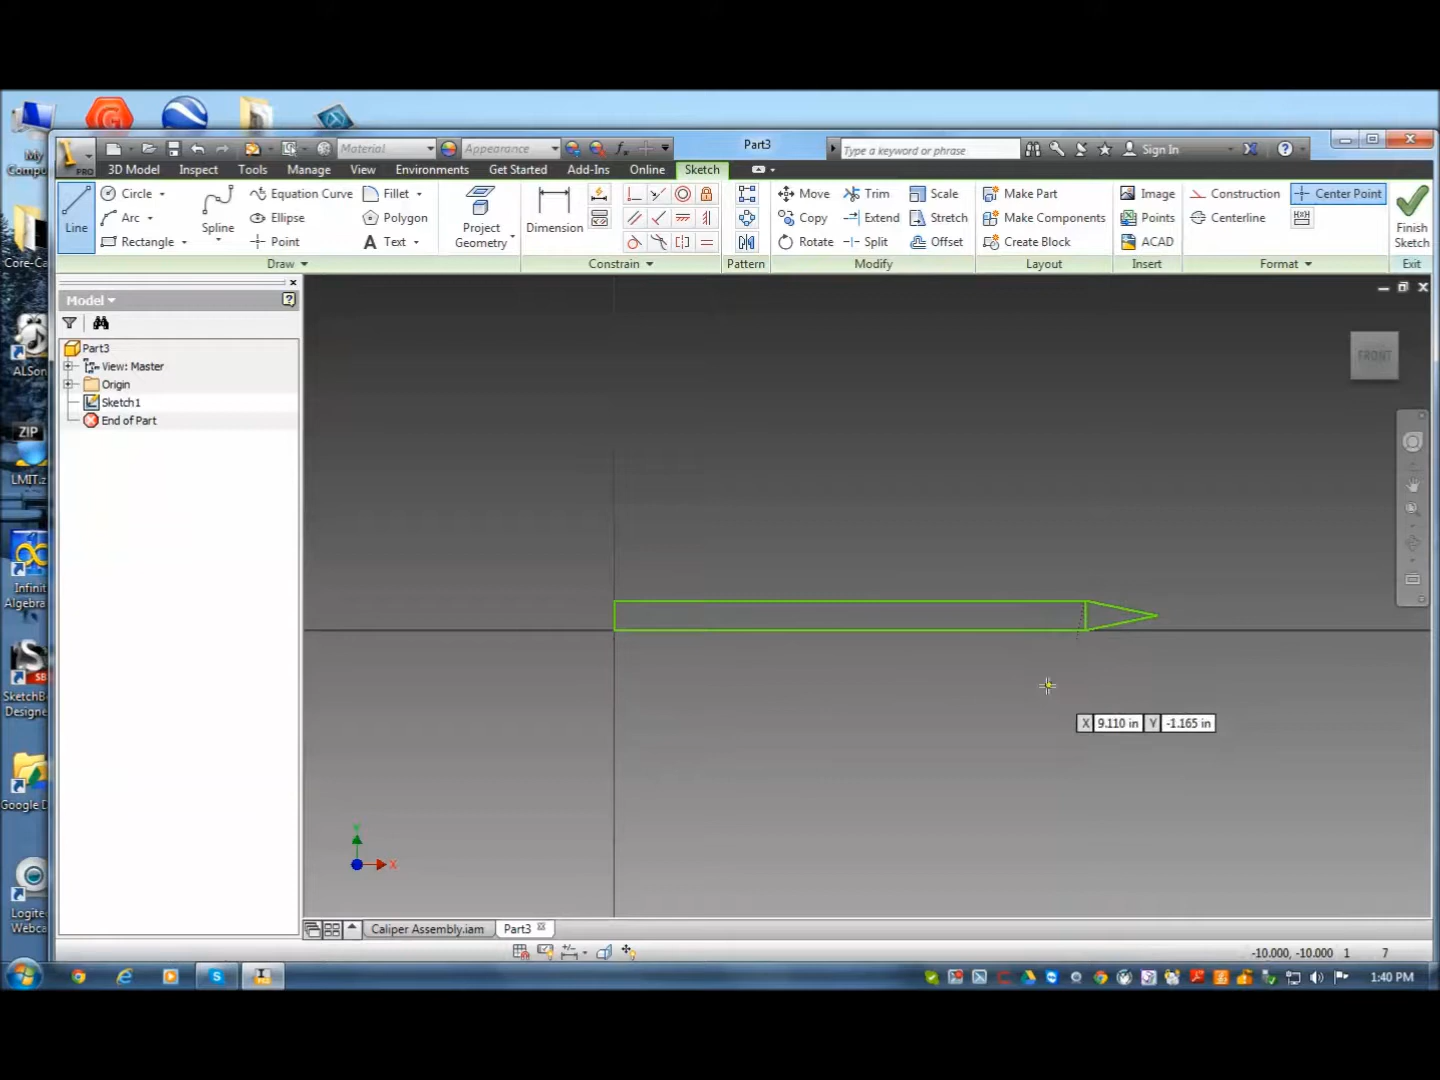 Material
Appearance
Part3
Type a keyword or phrase
Sign In
PRO
3D Model
Inspect
Tools
Manage
View
Environments
Get Started
Add-Ins
Online
Sketch
Line
Circle
Arc
Rectangle
Spline
Equation Curve
Ellipse
Point
Fillet
Polygon
Text
Project
Geometry
Dimension
Move
Copy
Rotate
Trim
Extend
Split
Scale
Stretch
Offset
Make Part
Make Components
Create Block
Image
Points
ACAD
Construction
Centerline
Center Point
Finish
Sketch
Draw
Constrain
Pattern
Modify
Layout
Insert
Format
Exit
My
Model
Part3
View: Master
Origin
Sketch1
End of Part
FRONT
ZIP
LMIT.z
Infinit
Algebra
SketchB
Designe
Google D
Logite
Webca
X 9.110 in Y -1.165 in
Y
X
Caliper Assembly.iam
Part3
-10.000, -10.000 1 7
1:40 PM